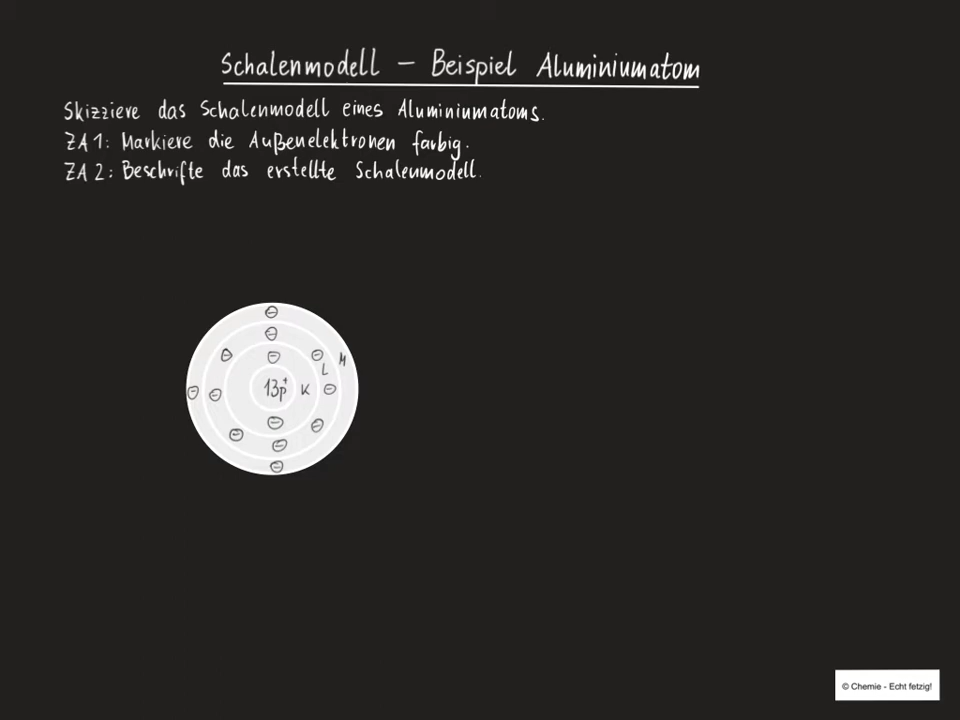 Schalenmodell – Beispiel Aluminiumatom
Skizziere das Schalenmodell eines Aluminiumatoms.
ZA 1: Markiere die Außenelektronen farbig.
ZA 2: Beschrifte das erstellte Schalenmodell.
13p⁺ K L M
© Chemie - Echt fetzig!